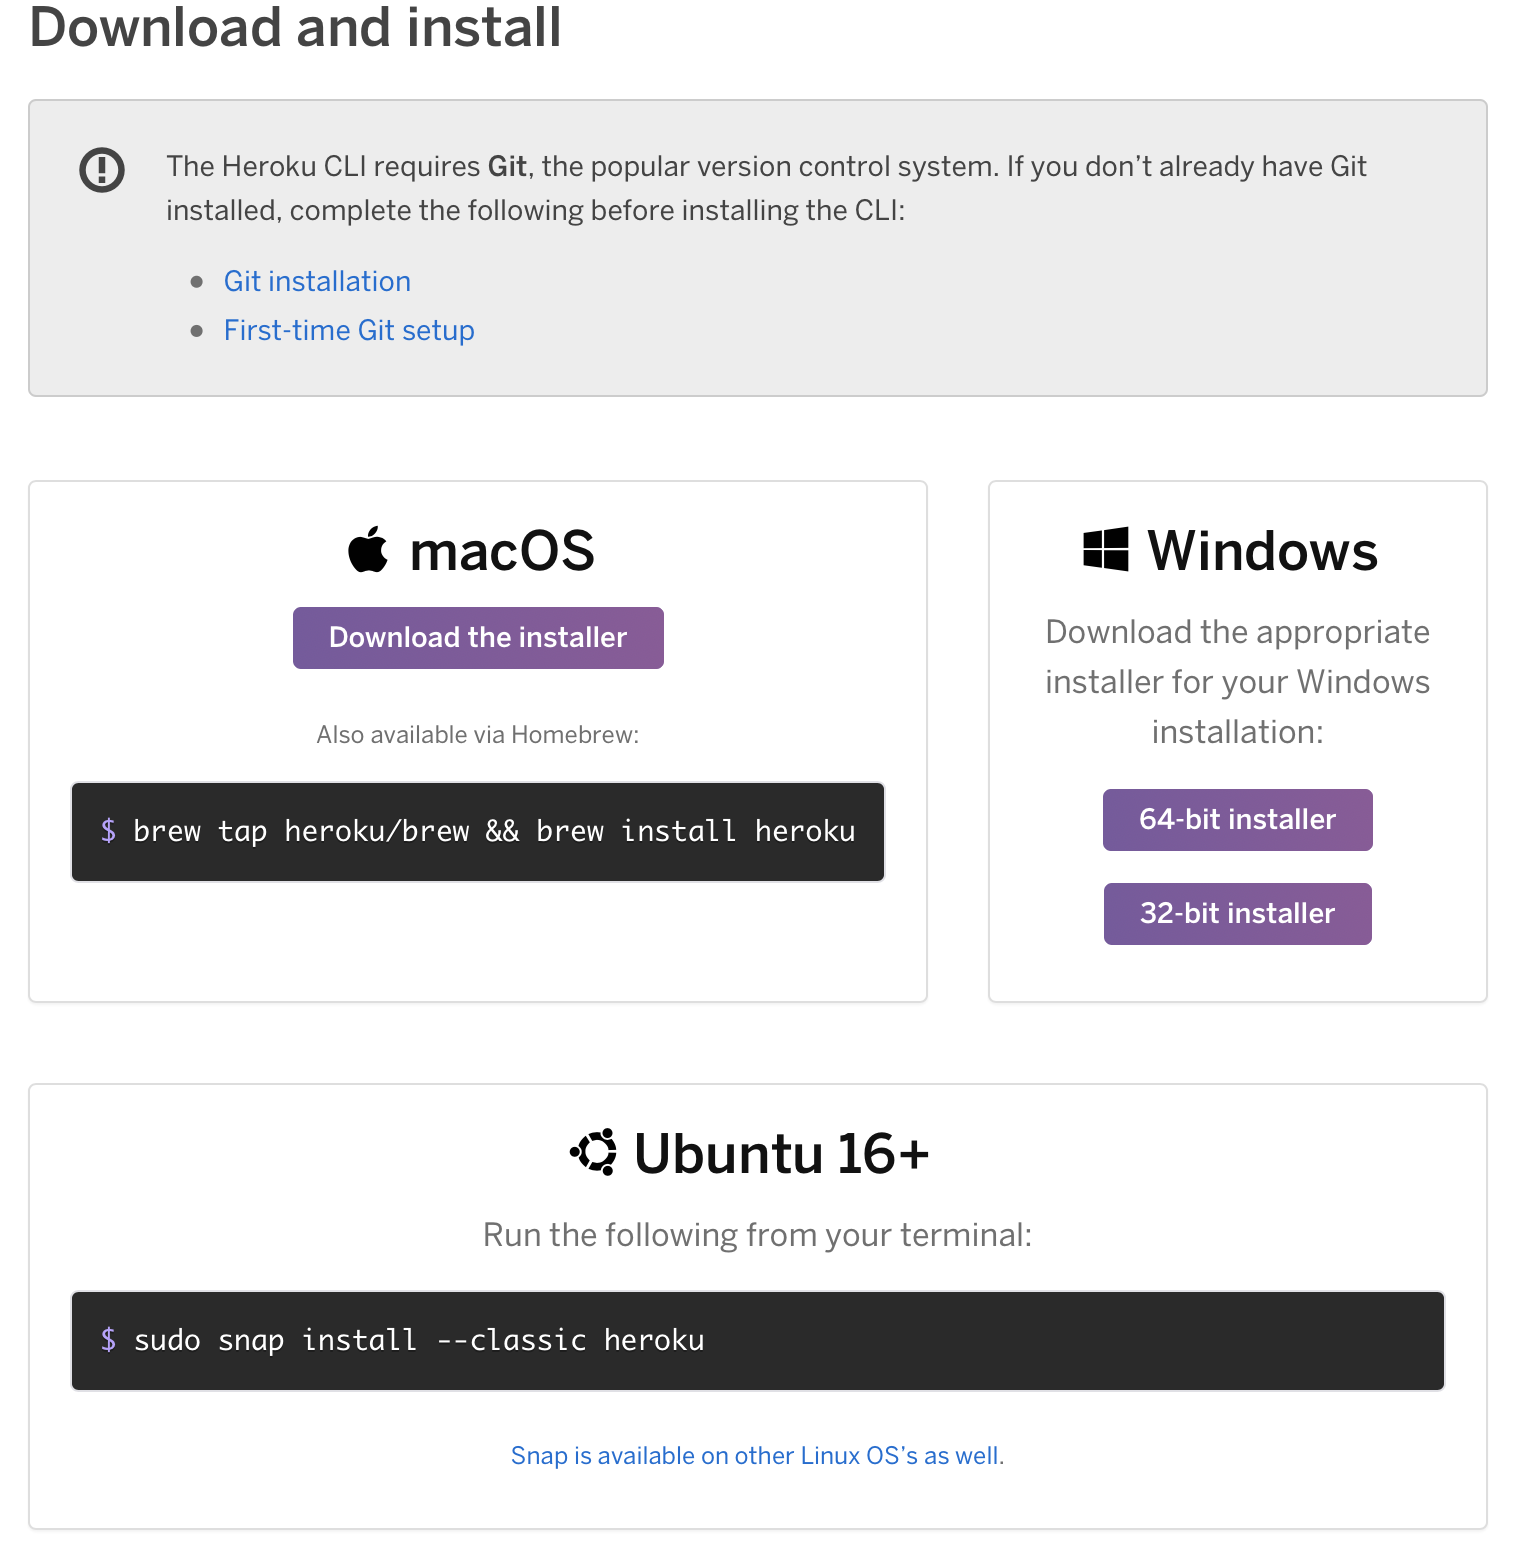 Download and install
The Heroku CLI requires Git, the popular version control system. If you don’t already have Git
installed, complete the following before installing the CLI:
Git installation
First-time Git setup
macOS
Download the installer
Also available via Homebrew:
$ brew tap heroku/brew && brew install heroku
Windows
Download the appropriate
installer for your Windows
installation:
64-bit installer
32-bit installer
Ubuntu 16+
Run the following from your terminal:
$ sudo snap install --classic heroku
Snap is available on other Linux OS’s as well.